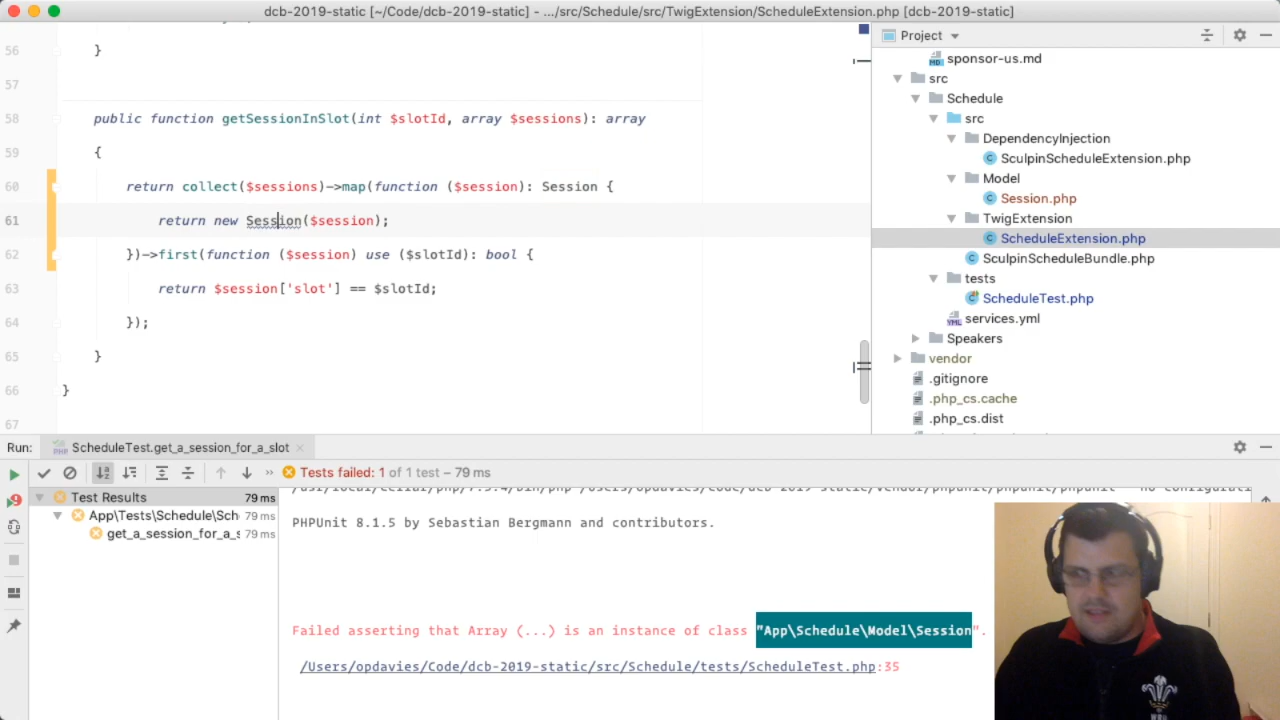 dcb-2019-static [~/Code/dcb-2019-static] - .../src/Schedule/src/TwigExtension/ScheduleExtension.php [dcb-2019-static]
56 }
57
58 public function getSessionInSlot(int $slotId, array $sessions): array
59 {
60 return collect($sessions)->map(function ($session): Session {
61 return new Session($session);
62 })->first(function ($session) use ($slotId): bool {
63 return $session['slot'] == $slotId;
64 });
65 }
66 }
67
Project
sponsor-us.md
src
Schedule
src
DependencyInjection
SculpinScheduleExtension.php
Model
Session.php
TwigExtension
ScheduleExtension.php
SculpinScheduleBundle.php
tests
ScheduleTest.php
services.yml
Speakers
vendor
.gitignore
.php_cs.cache
.php_cs.dist
Run: ScheduleTest.get_a_session_for_a_slot
Tests failed: 1 of 1 test – 79 ms
Test Results 79 ms
App\Tests\Schedule\Sch 79 ms
get_a_session_for_a_s 79 ms
PHPUnit 8.1.5 by Sebastian Bergmann and contributors.
Failed asserting that Array (...) is an instance of class "App\Schedule\Model\Session".
/Users/opdavies/Code/dcb-2019-static/src/Schedule/tests/ScheduleTest.php:35